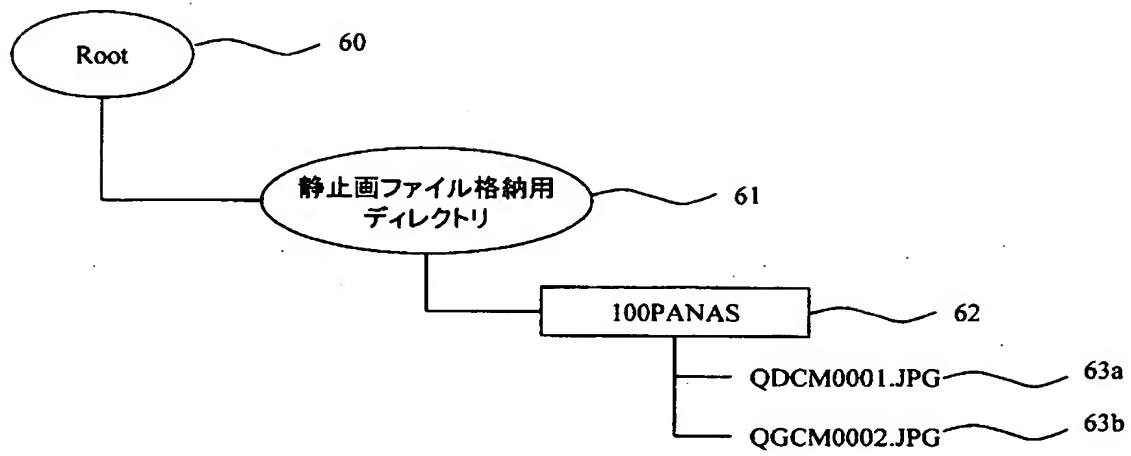 Root
60
静止画ファイル格納用
ディレクトリ
61
100PANAS
62
QDCM0001.JPG
63a
QGCM0002.JPG
63b